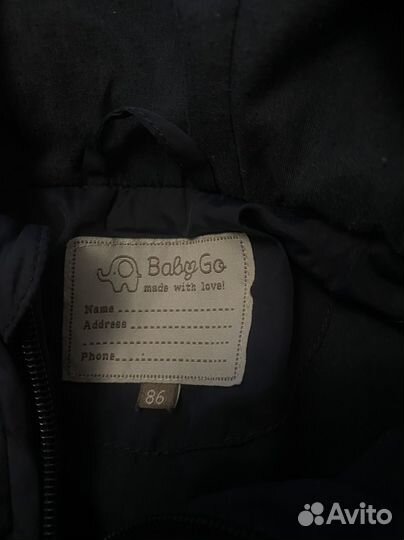 BabyGo
made with love!
Name
Address
Phone
86
Avito